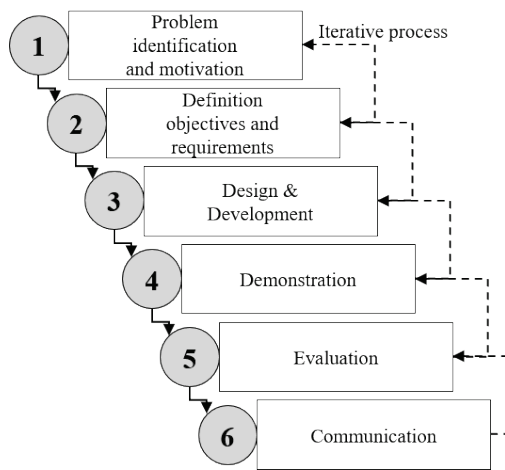 1
Problem
identification
and motivation
Iterative process
2
Definition
objectives and
requirements
3
Design &
Development
4
Demonstration
5
Evaluation
6
Communication